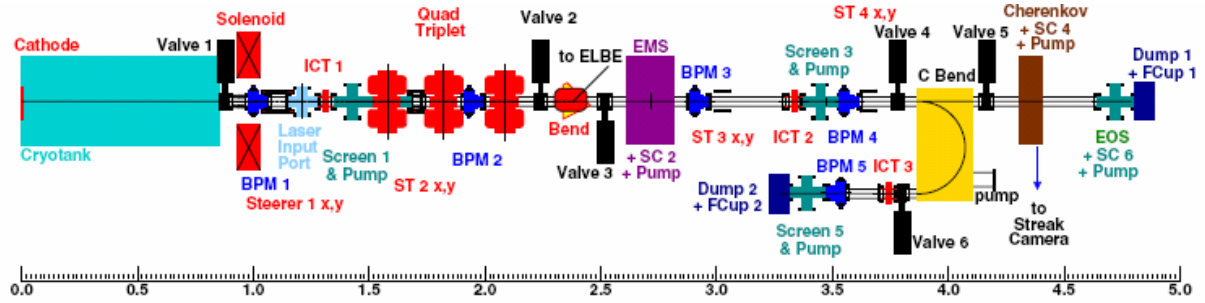 Cathode
Valve 1
Solenoid
ICT 1
Quad
Triplet
Valve 2
to ELBE
EMS
BPM 3
ST 4 x,y
Screen 3
& Pump
Valve 4
C Bend
Valve 5
Cherenkov
+ SC 4
+ Pump
Dump 1
+ FCup 1
Cryotank
Laser
Input
Port
BPM 1
Steerer 1 x,y
Screen 1
& Pump
ST 2 x,y
BPM 2
Bend
Valve 3
+ SC 2
+ Pump
ST 3 x,y
ICT 2
BPM 4
EOS
+ SC 6
+ Pump
Dump 2
+ FCup 2
BPM 5
ICT 3
Screen 5
& Pump
Valve 6
pump
to
Streak
Camera
0.0 0.5 1.0 1.5 2.0 2.5 3.0 3.5 4.0 4.5 5.0